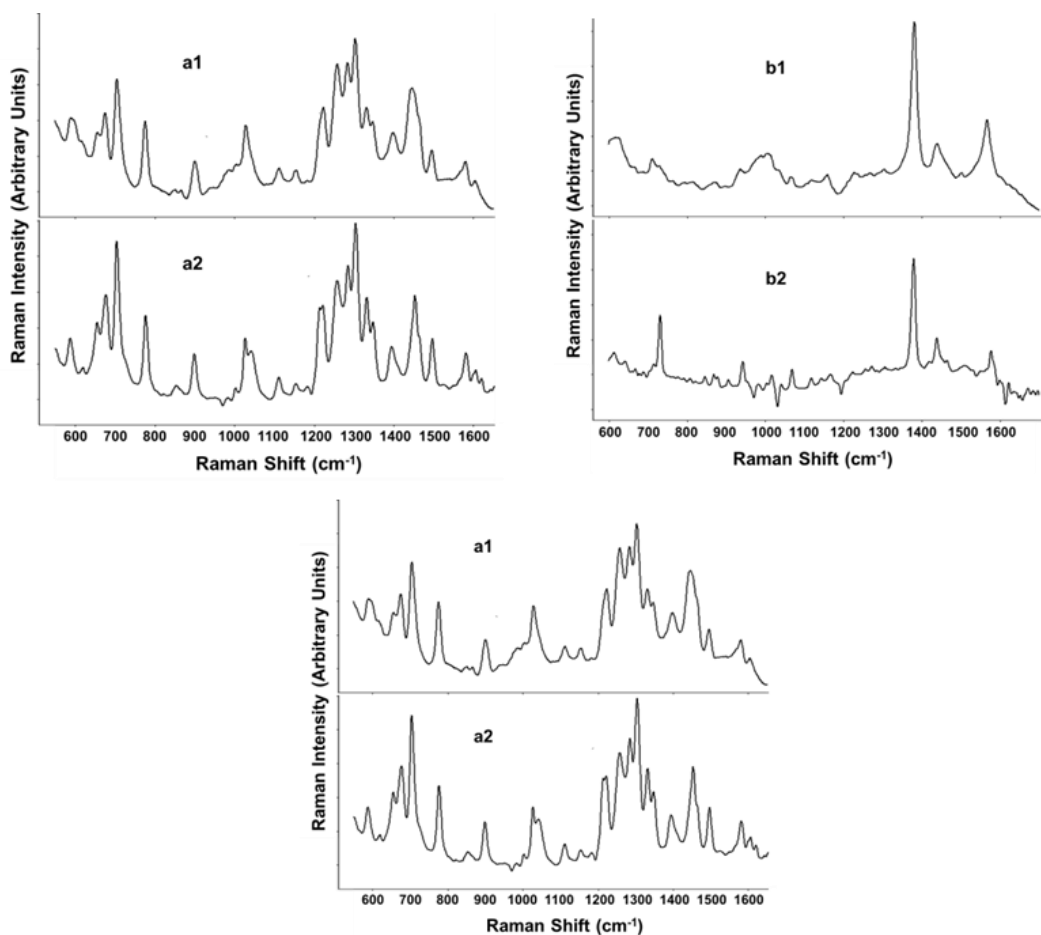 Raman Intensity (Arbitrary Units)
a1
a2
600 700 800 900 1000 1100 1200 1300 1400 1500 1600
Raman Shift (cm-1)
Raman Intensity (Arbitrary Units)
b1
b2
600 700 800 900 1000 1100 1200 1300 1400 1500 1600
Raman Shift (cm-1)
Raman Intensity (Arbitrary Units)
a1
a2
600 700 800 900 1000 1100 1200 1300 1400 1500 1600
Raman Shift (cm-1)